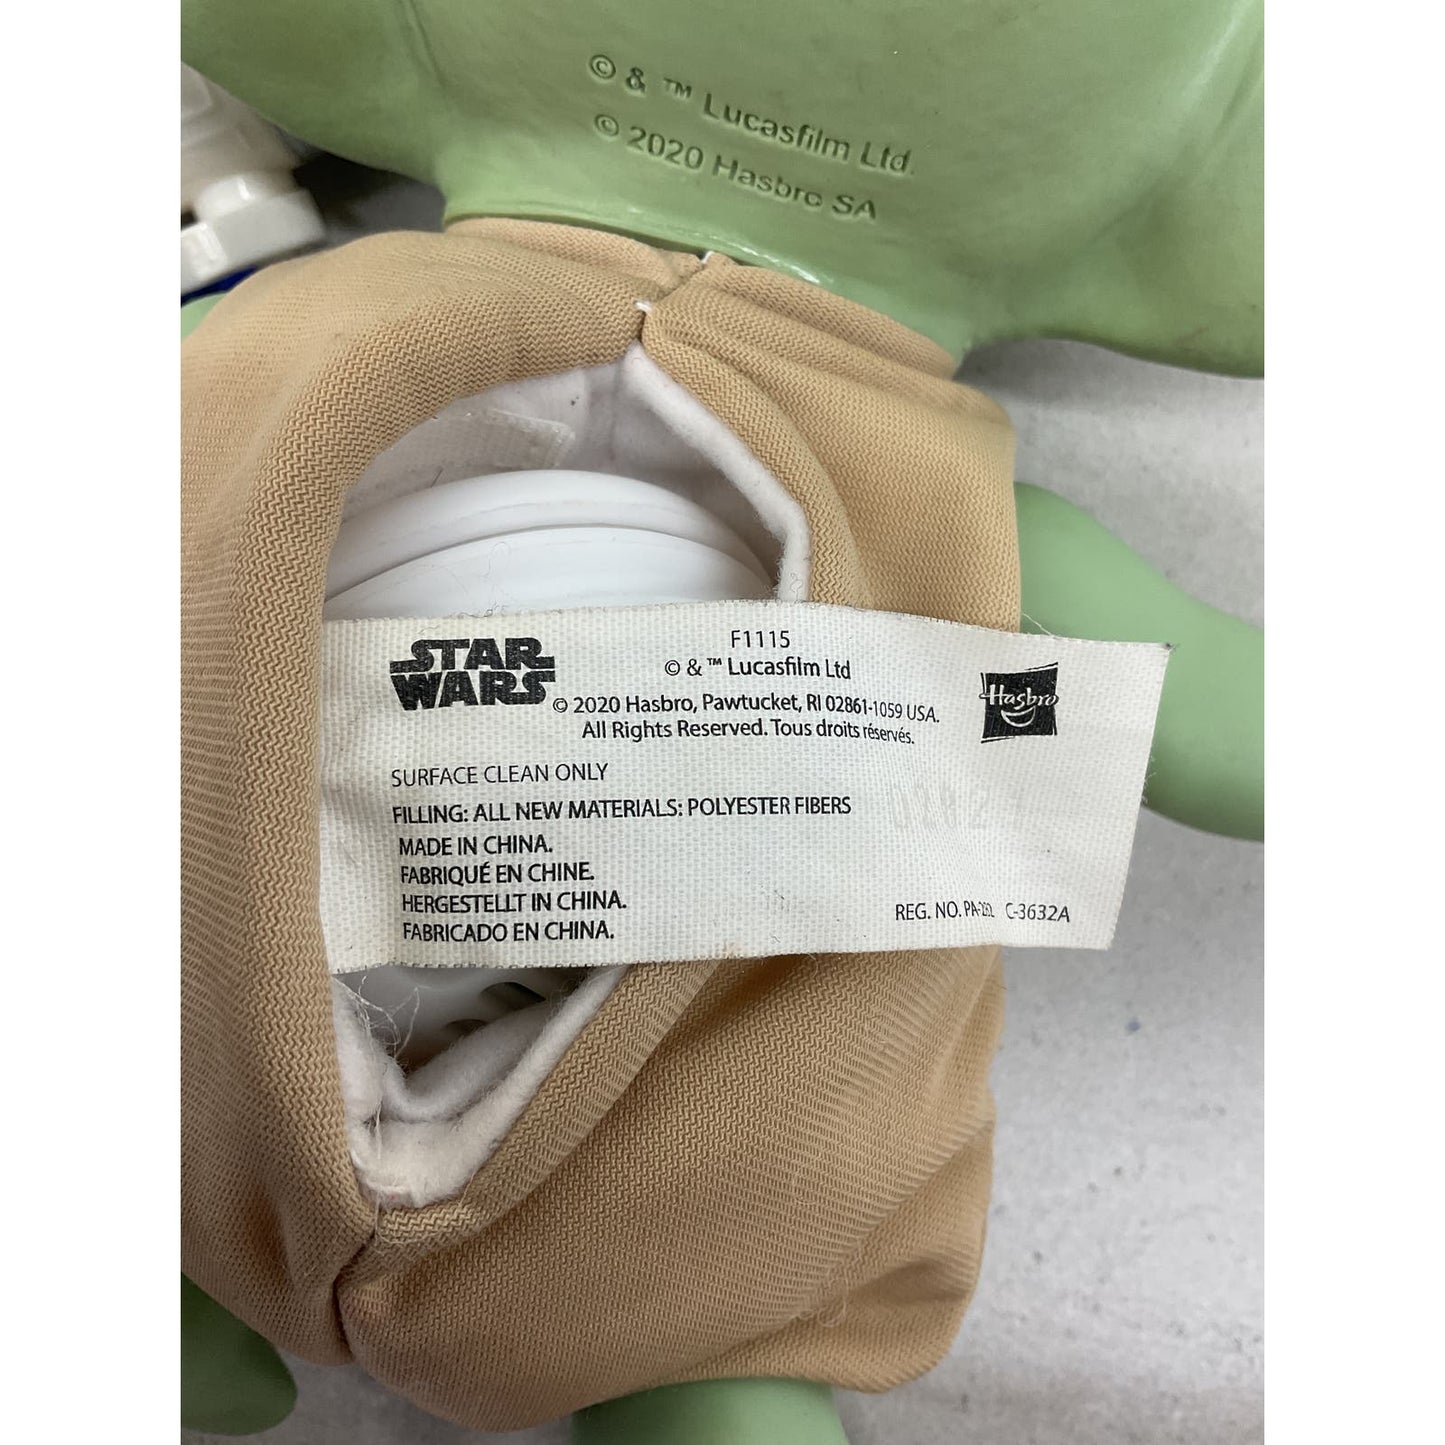 © & ™ Lucasfilm Ltd.
© 2020 Hasbro SA
STAR
WARS
F1115
© & ™ Lucasfilm Ltd
© 2020 Hasbro, Pawtucket, RI 02861-1059 USA.
All Rights Reserved. Tous droits réservés.
Hasbro
SURFACE CLEAN ONLY
FILLING: ALL NEW MATERIALS: POLYESTER FIBERS
MADE IN CHINA.
FABRIQUÉ EN CHINE.
HERGESTELLT IN CHINA.
FABRICADO EN CHINA.
REG. NO. C-3632A